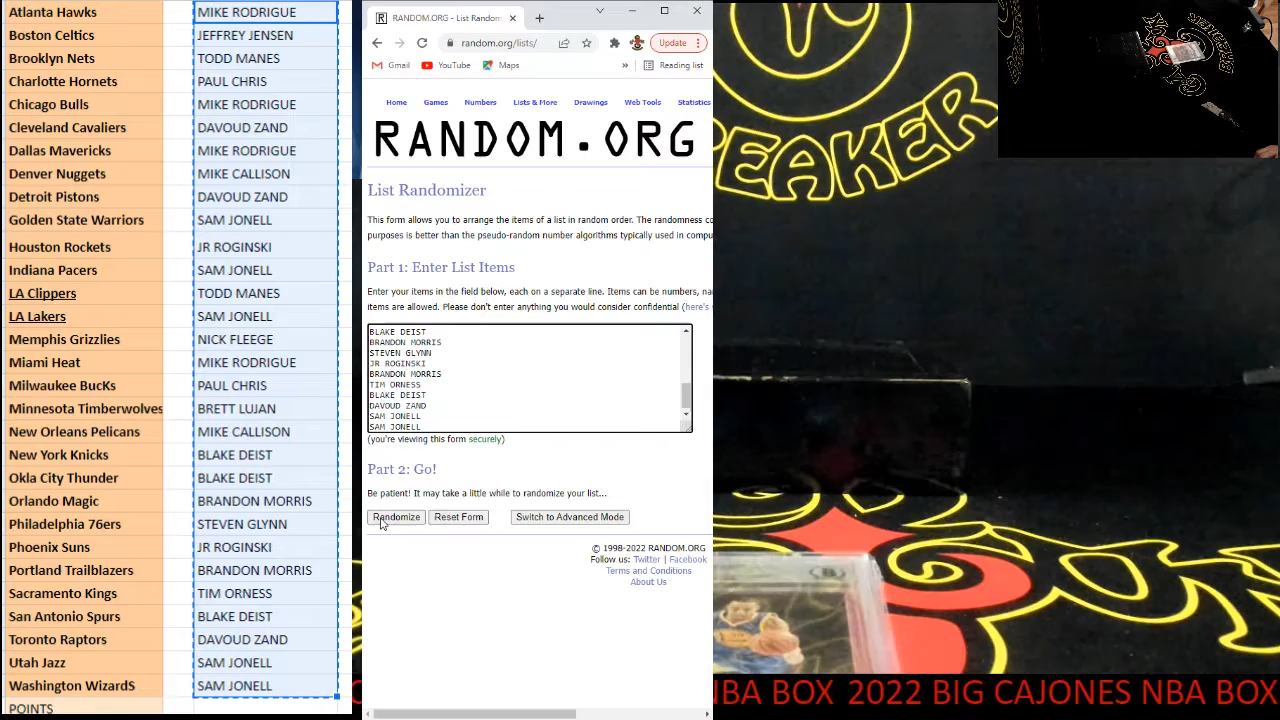 Atlanta Hawks MIKE RODRIGUE
Boston Celtics JEFFREY JENSEN
Brooklyn Nets TODD MANES
Charlotte Hornets PAUL CHRIS
Chicago Bulls MIKE RODRIGUE
Cleveland Cavaliers DAVOUD ZAND
Dallas Mavericks MIKE RODRIGUE
Denver Nuggets MIKE CALLISON
Detroit Pistons DAVOUD ZAND
Golden State Warriors SAM JONELL
Houston Rockets JR ROGINSKI
Indiana Pacers SAM JONELL
LA Clippers TODD MANES
LA Lakers SAM JONELL
Memphis Grizzlies NICK FLEEGE
Miami Heat MIKE RODRIGUE
Milwaukee BucKs PAUL CHRIS
Minnesota Timberwolves BRETT LUJAN
New Orleans Pelicans MIKE CALLISON
New York Knicks BLAKE DEIST
Okla City Thunder BLAKE DEIST
Orlando Magic BRANDON MORRIS
Philadelphia 76ers STEVEN GLYNN
Phoenix Suns JR ROGINSKI
Portland Trailblazers BRANDON MORRIS
Sacramento Kings TIM ORNESS
San Antonio Spurs BLAKE DEIST
Toronto Raptors DAVOUD ZAND
Utah Jazz SAM JONELL
Washington WizardS SAM JONELL
POINTS
RANDOM.ORG - List Random
random.org/lists/
Update
Gmail YouTube Maps » Reading list
Home Games Numbers Lists & More Drawings Web Tools Statistics
RANDOM.ORG
List Randomizer
This form allows you to arrange the items of a list in random order. The randomness co
purposes is better than the pseudo-random number algorithms typically used in compu
Part 1: Enter List Items
Enter your items in the field below, each on a separate line. Items can be numbers, na
items are allowed. Please don't enter anything you would consider confidential (here's
BLAKE DEIST
BRANDON MORRIS
STEVEN GLYNN
JR ROGINSKI
BRANDON MORRIS
TIM ORNESS
BLAKE DEIST
DAVOUD ZAND
SAM JONELL
SAM JONELL
(you're viewing this form securely)
Part 2: Go!
Be patient! It may take a little while to randomize your list...
Randomize Reset Form Switch to Advanced Mode
© 1998-2022 RANDOM.ORG
Follow us: Twitter | Facebook
Terms and Conditions
About Us
REAKER
NBA BOX 2022 BIG CAJONES NBA BOX